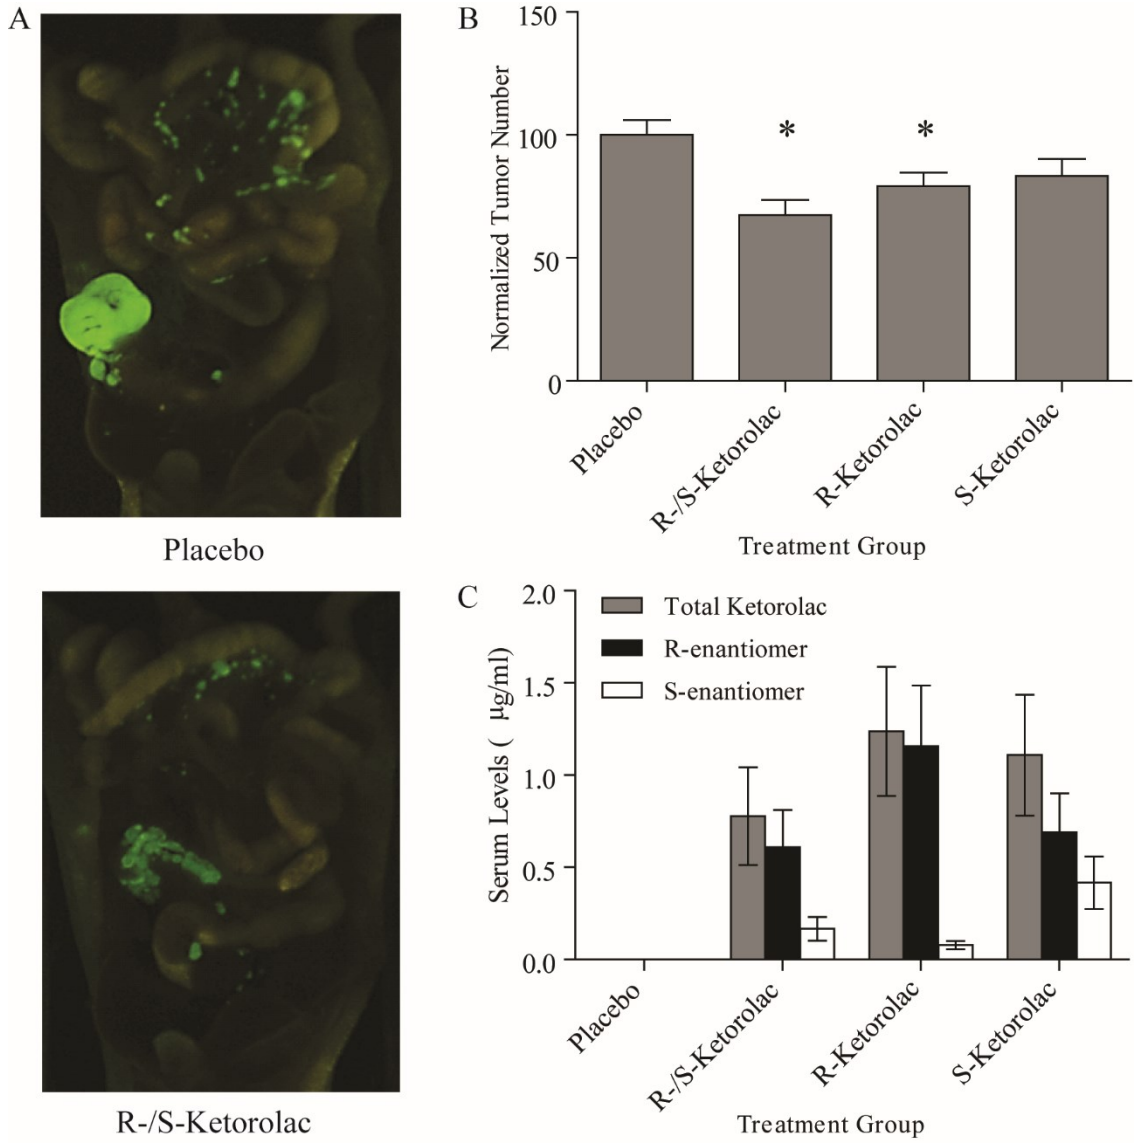 A
Placebo
R-/S-Ketorolac
B
150
100
50
0
Normalized Tumor Number
*
*
Placebo
R-/S-Ketorolac
R-Ketorolac
S-Ketorolac
Treatment Group
C
2.0
1.5
1.0
0.5
0.0
Serum Levels ( μg/ml)
Total Ketorolac
R-enantiomer
S-enantiomer
Placebo
R-/S-Ketorolac
R-Ketorolac
S-Ketorolac
Treatment Group